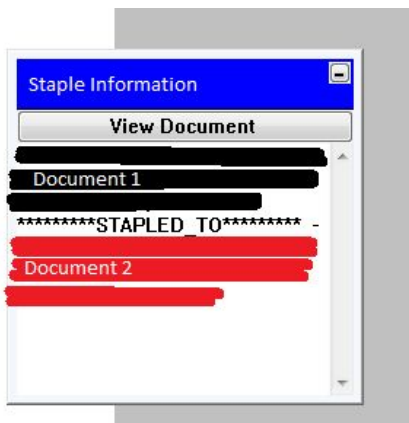 Staple Information
View Document
Document 1
*********STAPLED_TO********* -
Document 2